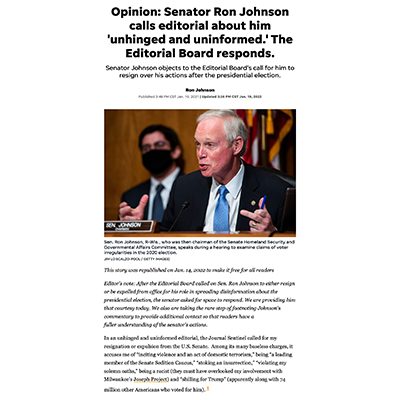 Opinion: Senator Ron Johnson
calls editorial about him
'unhinged and uninformed.' The
Editorial Board responds.
Senator Johnson objects to the Editorial Board's call for him to
resign over his actions after the presidential election.
Ron Johnson
Published 3:46 PM CST Jan. 19, 2021 | Updated 3:55 PM CST Jan. 19, 2022
SEN. JOHNSON
CHAIRMAN
Sen. Ron Johnson, R-Wis., who was then chairman of the Senate Homeland Security and
Governmental Affairs Committee, speaks during a hearing to examine claims of voter
irregularities in the 2020 election.
JIM LO SCALZO-POOL / GETTY IMAGES
This story was republished on Jan. 14, 2022 to make it free for all readers
Editor's note: After the Editorial Board called on Sen. Ron Johnson to either resign
or be expelled from office for his role in spreading disinformation about the
presidential election, the senator asked for space to respond. We are providing him
that courtesy today. We also are taking the rare step of footnoting Johnson's
commentary to provide additional context so that readers have a
fuller understanding of the senator's actions.
In an unhinged and uninformed editorial, the Journal Sentinel called for my
resignation or expulsion from the U.S. Senate. Among its many baseless charges, it
accuses me of "inciting violence and an act of domestic terrorism," being "a leading
member of the Senate Sedition Caucus," "stoking an insurrection," "violating my
solemn oaths," being a racist (they must have overlooked my involvement with
Milwaukee's Joseph Project) and "shilling for Trump" (apparently along with 74
million other Americans who voted for him).